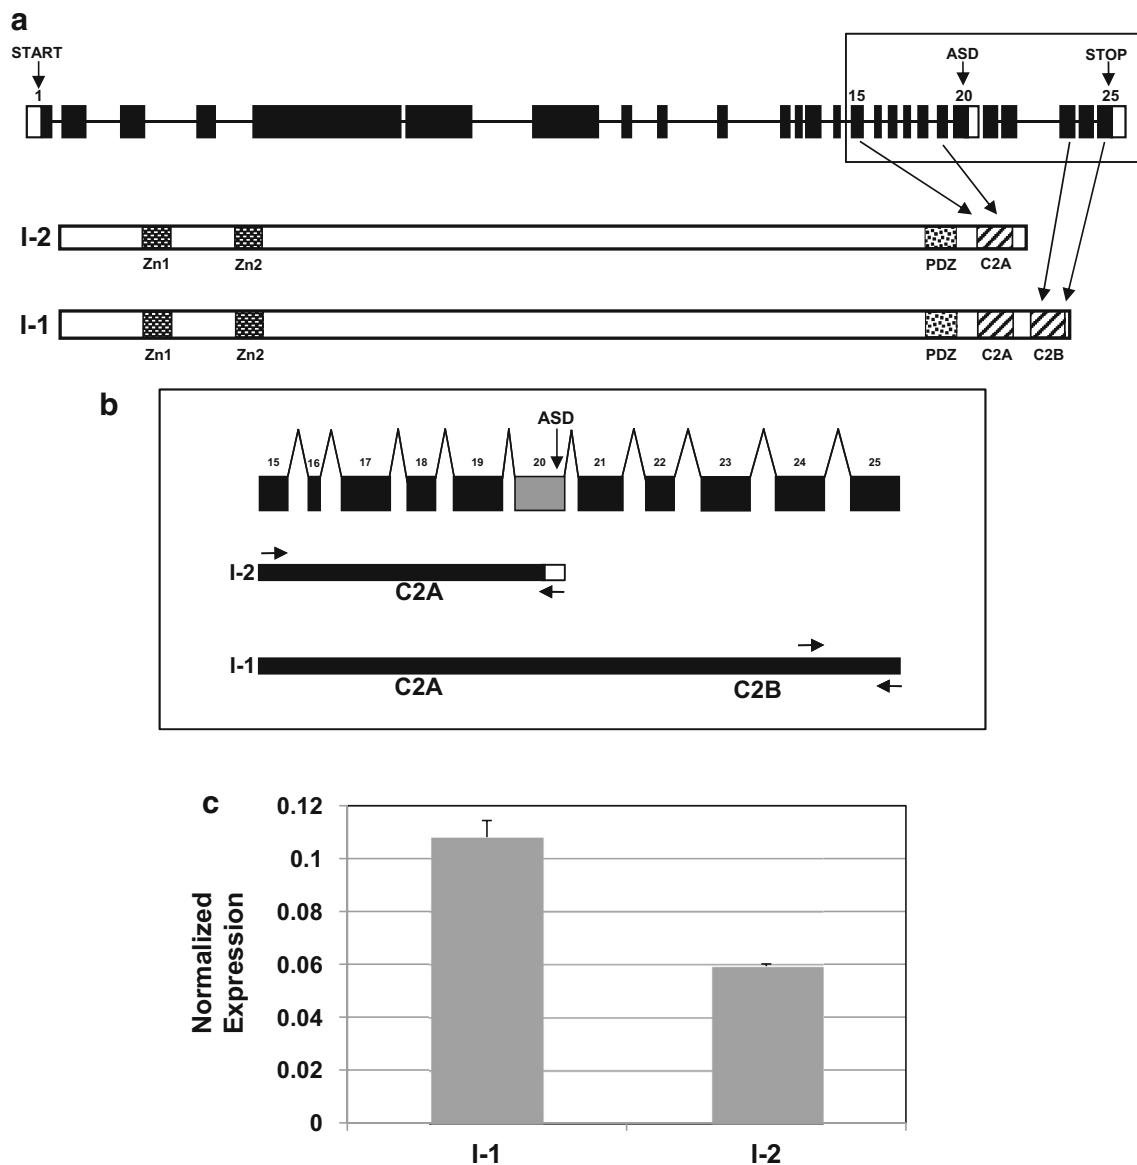 a
START
ASD
STOP
1
15
20
25
I-2
Zn1
Zn2
PDZ
C2A
I-1
Zn1
Zn2
PDZ
C2A
C2B
b
ASD
15
16
17
18
19
20
21
22
23
24
25
I-2
C2A
I-1
C2A
C2B
c
Normalized
Expression
0.12
0.1
0.08
0.06
0.04
0.02
0
I-1
I-2